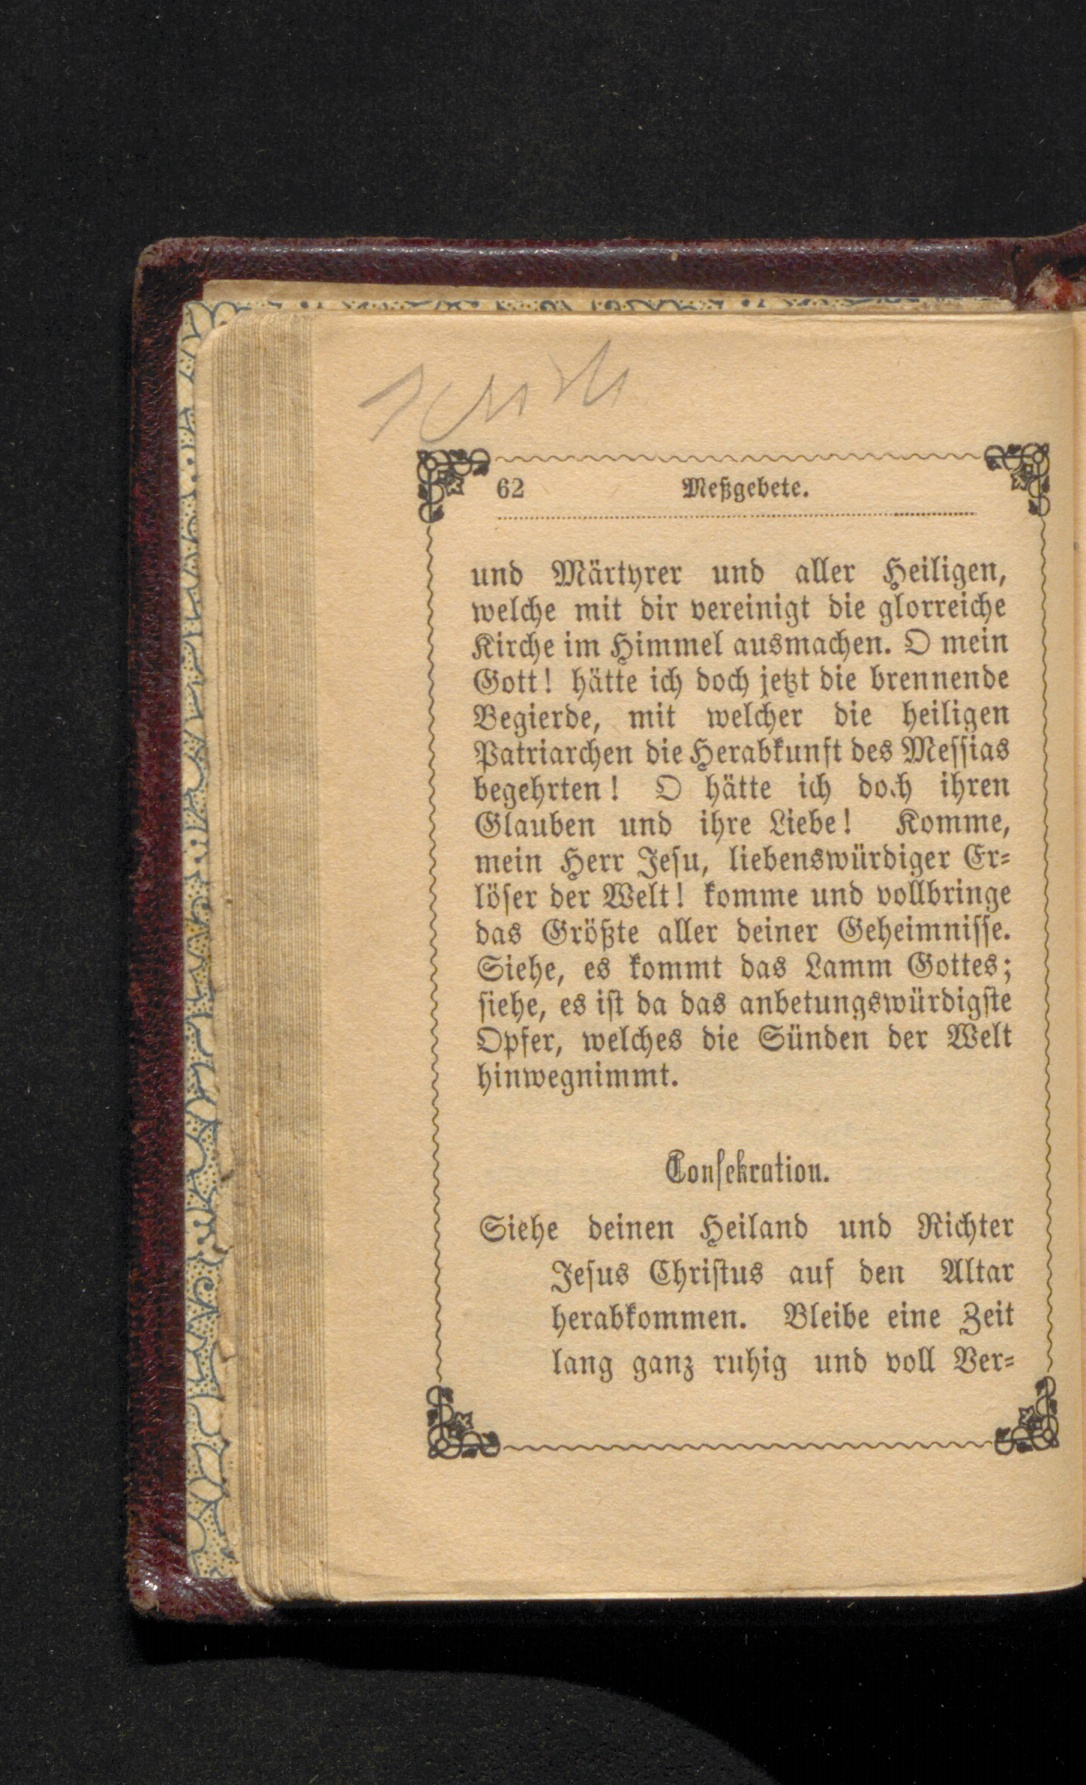 62 Meßgebete.
und Märtyrer und aller Heiligen,
welche mit dir vereinigt die glorreiche
Kirche im Himmel ausmachen. O mein
Gott! hätte ich doch jetzt die brennende
Begierde, mit welcher die heiligen
Patriarchen die Herabkunft des Messias
begehrten! O hätte ich doch ihren
Glauben und ihre Liebe! Komme,
mein Herr Jesu, liebenswürdiger Er-
löser der Welt! komme und vollbringe
das Größte aller deiner Geheimnisse.
Siehe, es kommt das Lamm Gottes;
siehe, es ist da das anbetungswürdigste
Opfer, welches die Sünden der Welt
hinwegnimmt.
Consekration.
Siehe deinen Heiland und Richter
Jesus Christus auf den Altar
herabkommen. Bleibe eine Zeit
lang ganz ruhig und voll Ver-